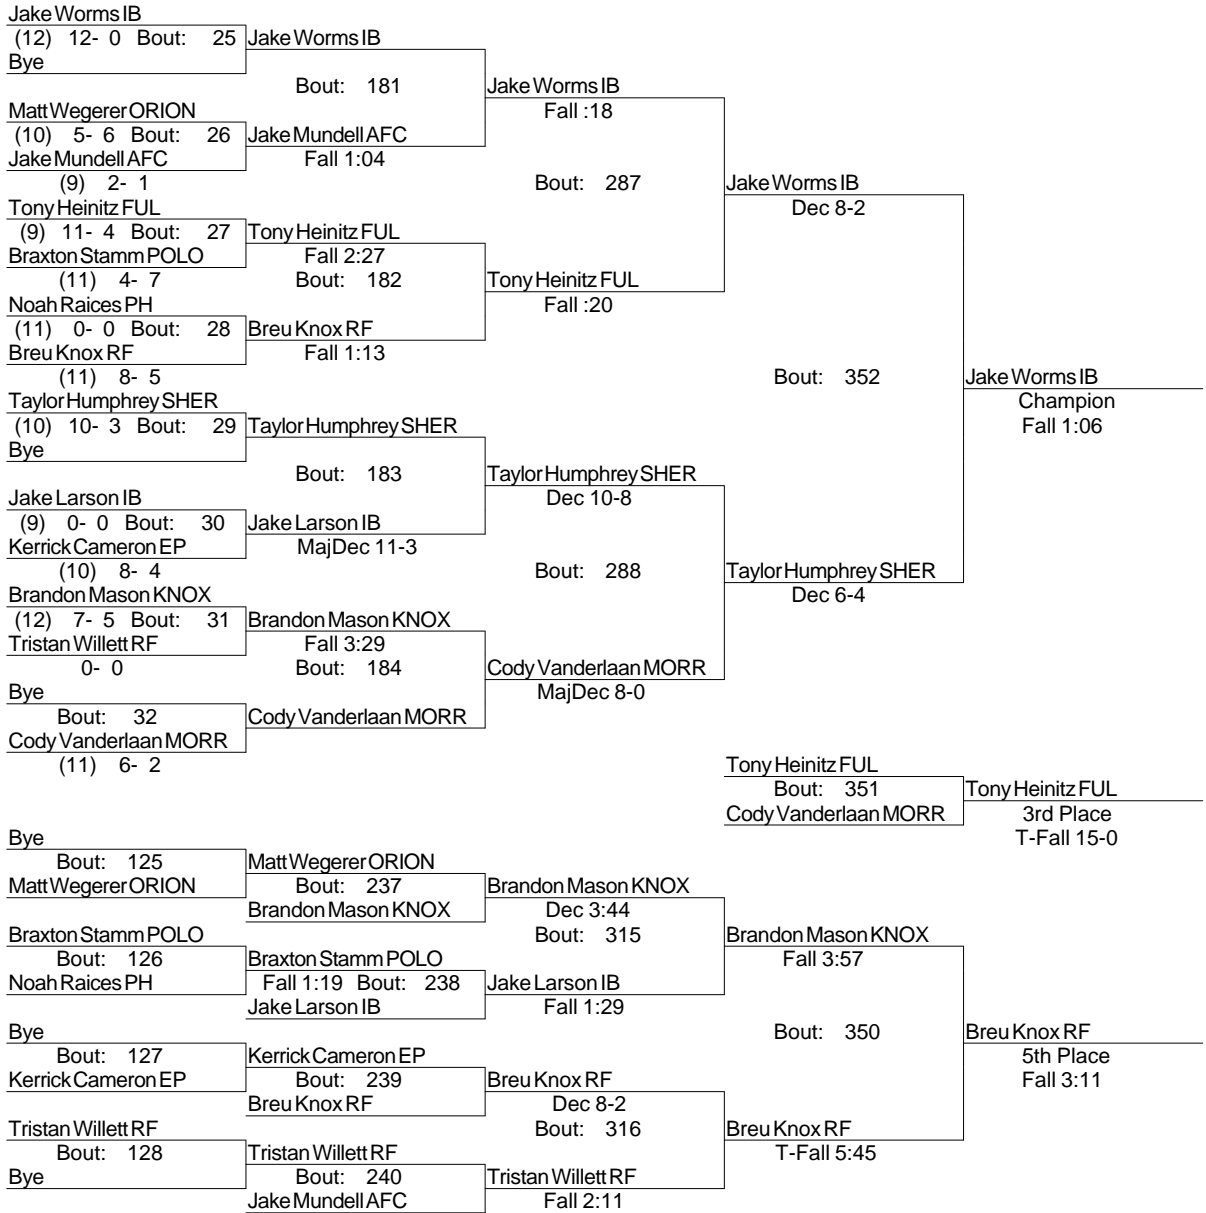 Jake Worms IB
(12) 12- 0 Bout: 25 Jake Worms IB
Bye
Bout: 181 Jake Worms IB
Matt Wegerer ORION Fall :18
(10) 5- 6 Bout: 26 Jake Mundell AFC
Jake Mundell AFC Fall 1:04
(9) 2- 1 Bout: 287 Jake Worms IB
Tony Heinitz FUL Dec 8-2
(9) 11- 4 Bout: 27 Tony Heinitz FUL
Braxton Stamm POLO Fall 2:27
(11) 4- 7 Bout: 182 Tony Heinitz FUL
Noah Raices PH Fall :20
(11) 0- 0 Bout: 28 Breu Knox RF
Breu Knox RF Fall 1:13
(11) 8- 5 Bout: 352 Jake Worms IB
Taylor Humphrey SHER Champion
(10) 10- 3 Bout: 29 Taylor Humphrey SHER Fall 1:06
Bye
Bout: 183 Taylor Humphrey SHER
Jake Larson IB Dec 10-8
(9) 0- 0 Bout: 30 Jake Larson IB
Kerrick Cameron EP MajDec 11-3
(10) 8- 4 Bout: 288 Taylor Humphrey SHER
Brandon Mason KNOX Dec 6-4
(12) 7- 5 Bout: 31 Brandon Mason KNOX
Tristan Willett RF Fall 3:29
0- 0 Bout: 184 Cody Vanderlaan MORR
Bye MajDec 8-0
Bout: 32 Cody Vanderlaan MORR
Cody Vanderlaan MORR
(11) 6- 2 Tony Heinitz FUL
Bout: 351 Tony Heinitz FUL
Cody Vanderlaan MORR 3rd Place
Bye T-Fall 15-0
Bout: 125 Matt Wegerer ORION
Matt Wegerer ORION Bout: 237 Brandon Mason KNOX
Brandon Mason KNOX Dec 3:44
Braxton Stamm POLO Bout: 315 Brandon Mason KNOX
Bout: 126 Braxton Stamm POLO Fall 3:57
Noah Raices PH Fall 1:19 Bout: 238 Jake Larson IB
Jake Larson IB Fall 1:29
Bye Bout: 350 Breu Knox RF
Bout: 127 Kerrick Cameron EP 5th Place
Kerrick Cameron EP Bout: 239 Breu Knox RF Fall 3:11
Breu Knox RF Dec 8-2
Tristan Willett RF Bout: 316 Breu Knox RF
Bout: 128 Tristan Willett RF T-Fall 5:45
Bye Bout: 240 Tristan Willett RF
Jake Mundell AFC Fall 2:11